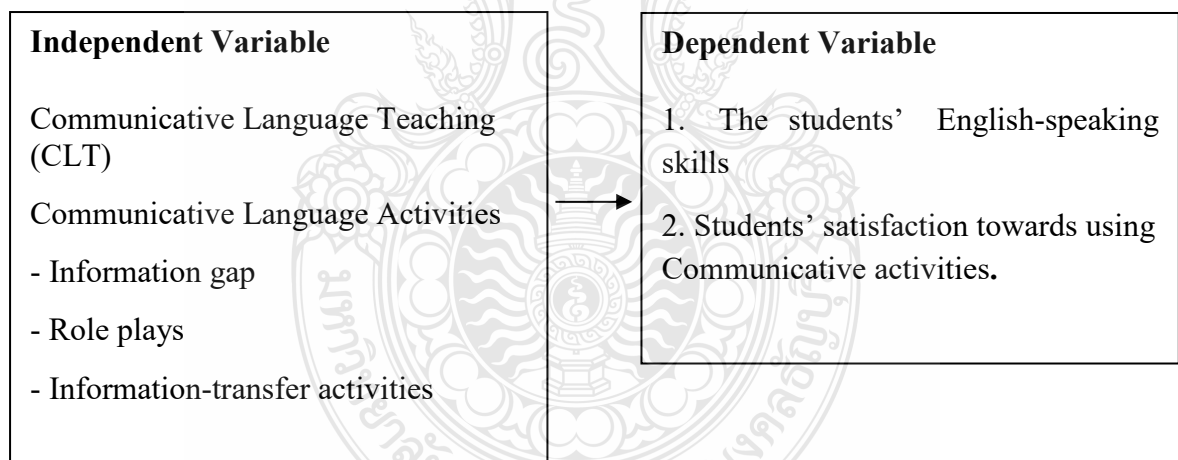 Independent Variable
Communicative Language Teaching
(CLT)
Communicative Language Activities
- Information gap
- Role plays
- Information-transfer activities
Dependent Variable
1. The students’ English-speaking
skills
2. Students’ satisfaction towards using
Communicative activities.